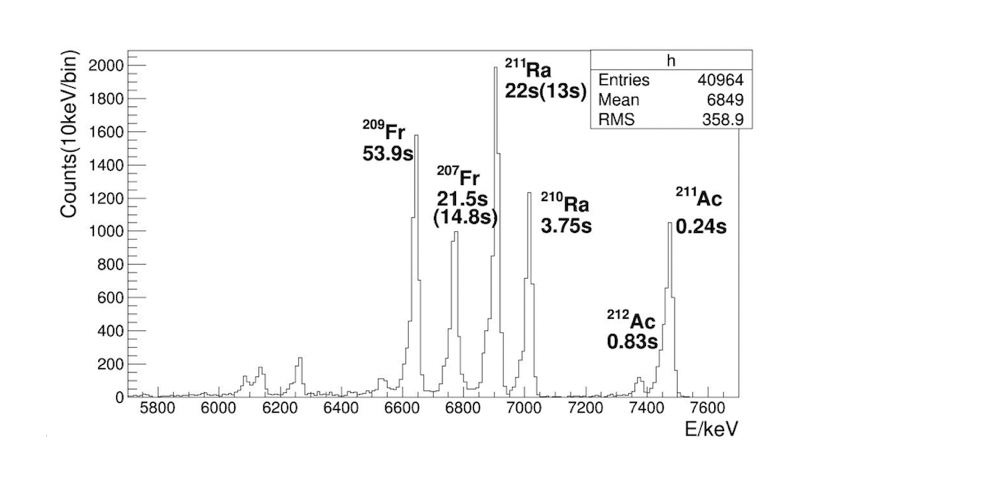 h
Entries 40964
Mean 6849
RMS 358.9
Counts(10keV/bin)
2000
1800
1600
1400
1200
1000
800
600
400
200
0
²¹¹Ra
22s(13s)
²⁰⁹Fr
53.9s
²⁰⁷Fr
21.5s
(14.8s)
²¹⁰Ra
3.75s
²¹¹Ac
0.24s
²¹²Ac
0.83s
5800 6000 6200 6400 6600 6800 7000 7200 7400 7600
E/keV